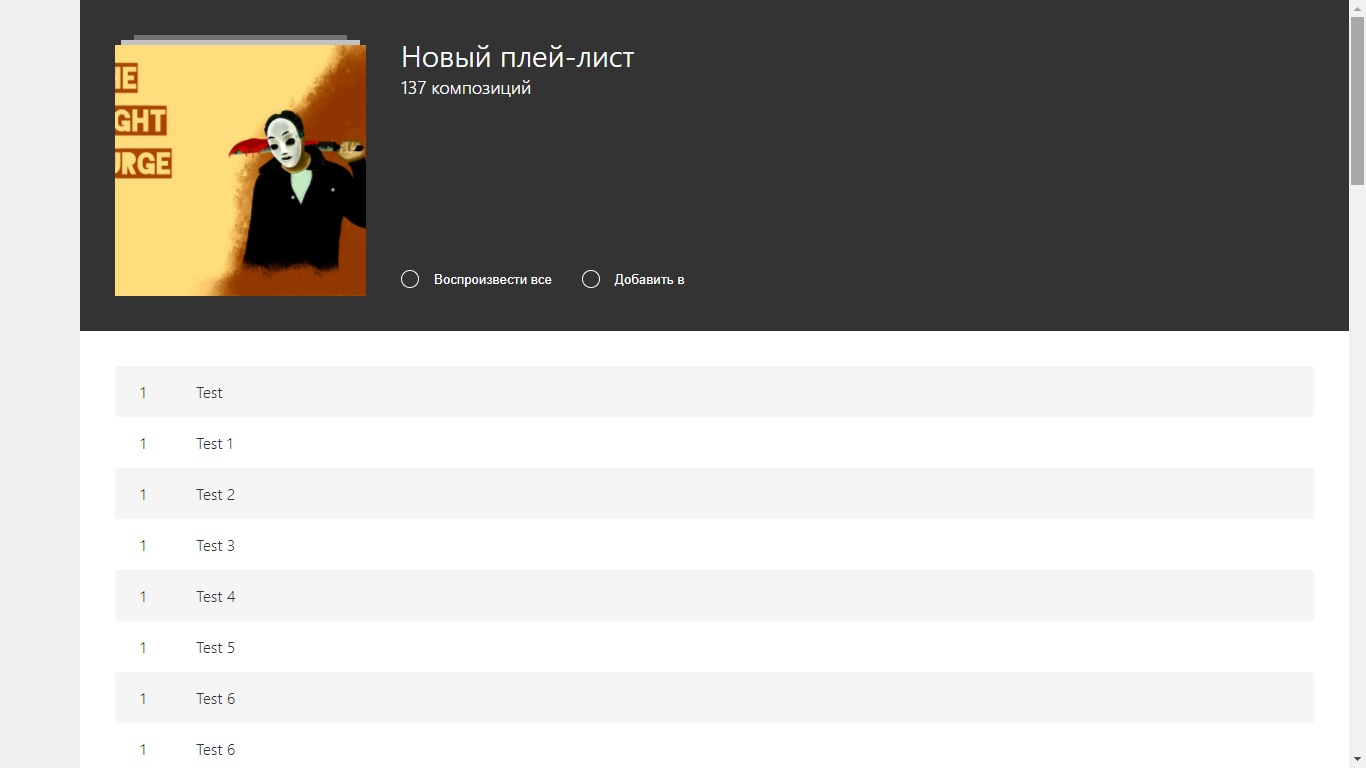 Новый плей-лист
137 композиций
HE
GHT
URGE
Воспроизвести все
Добавить в
1 Test
1 Test 1
1 Test 2
1 Test 3
1 Test 4
1 Test 5
1 Test 6
1 Test 6